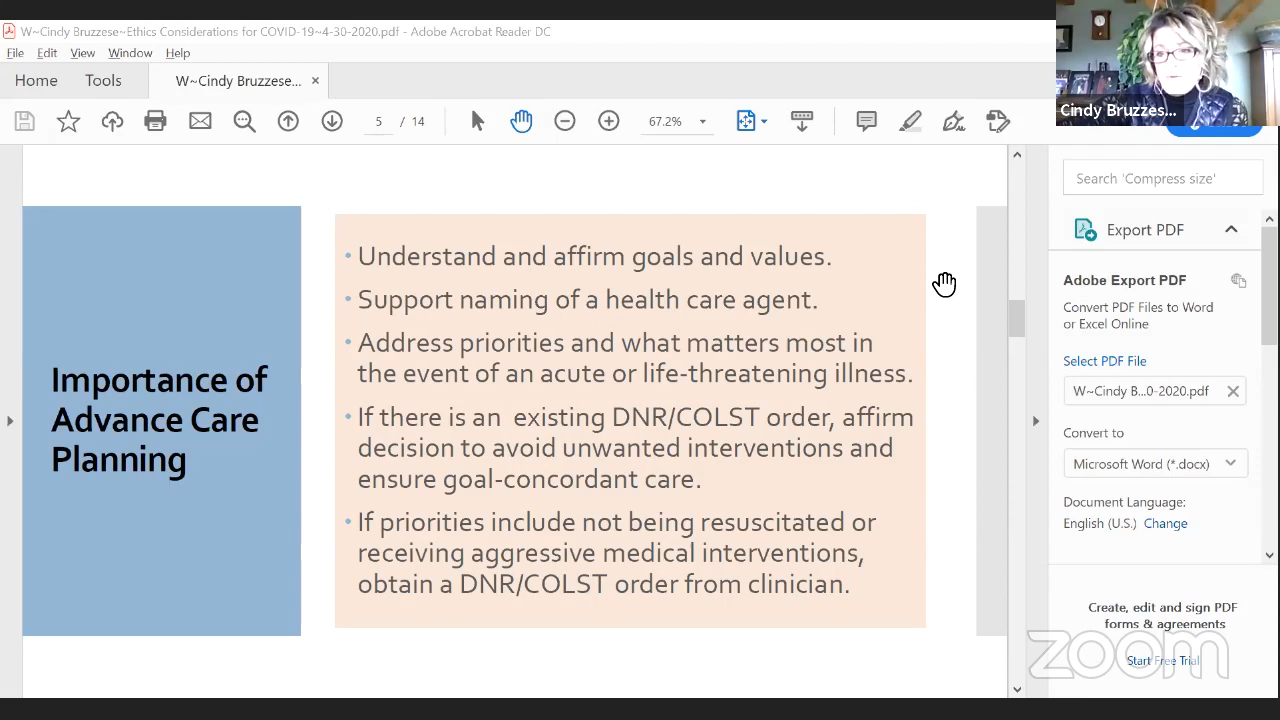 W~Cindy Bruzzese~Ethics Considerations for COVID-19~4-30-2020.pdf - Adobe Acrobat Reader DC
File Edit View Window Help
Home Tools W~Cindy Bruzzese... ×
5 / 14 67.2%
Cindy Bruzzes...
Importance of
Advance Care
Planning
• Understand and affirm goals and values.
• Support naming of a health care agent.
• Address priorities and what matters most in
the event of an acute or life-threatening illness.
• If there is an existing DNR/COLST order, affirm
decision to avoid unwanted interventions and
ensure goal-concordant care.
• If priorities include not being resuscitated or
receiving aggressive medical interventions,
obtain a DNR/COLST order from clinician.
Search 'Compress size'
Export PDF
Adobe Export PDF
Convert PDF Files to Word
or Excel Online
Select PDF File
W~Cindy B...0-2020.pdf
Convert to
Microsoft Word (*.docx)
Document Language:
English (U.S.) Change
Create, edit and sign PDF
forms & agreements
Start Free Trial
zoom